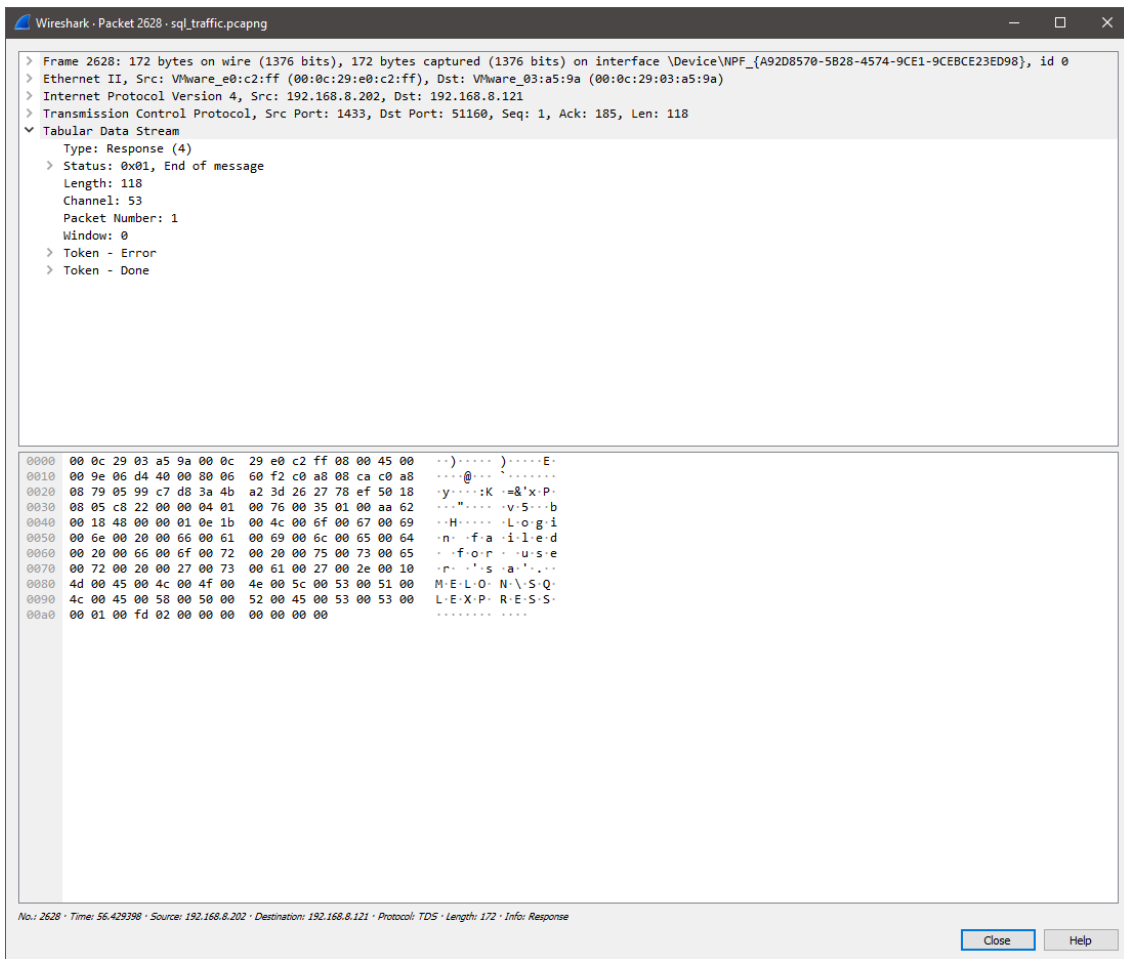 Wireshark · Packet 2628 · sql_traffic.pcapng
> Frame 2628: 172 bytes on wire (1376 bits), 172 bytes captured (1376 bits) on interface \Device\NPF_{A92D8570-5B28-4574-9CE1-9CEBCE23ED98}, id 0
> Ethernet II, Src: VMware_e0:c2:ff (00:0c:29:e0:c2:ff), Dst: VMware_03:a5:9a (00:0c:29:03:a5:9a)
> Internet Protocol Version 4, Src: 192.168.8.202, Dst: 192.168.8.121
> Transmission Control Protocol, Src Port: 1433, Dst Port: 51160, Seq: 1, Ack: 185, Len: 118
Tabular Data Stream
Type: Response (4)
> Status: 0x01, End of message
Length: 118
Channel: 53
Packet Number: 1
Window: 0
> Token - Error
> Token - Done
0000 00 0c 29 03 a5 9a 00 0c 29 e0 c2 ff 08 00 45 00 ··)····· )·····E·
0010 00 9e 06 d4 40 00 80 06 60 f2 c0 a8 08 ca c0 a8 ····@··· `·······
0020 08 79 05 99 c7 d8 3a 4b a2 3d 26 27 78 ef 50 18 ·y····:K ·=&'x·P·
0030 08 05 c8 22 00 00 04 01 00 76 00 35 01 00 aa 62 ···"···· ·v·5···b
0040 00 18 48 00 00 01 0e 1b 00 4c 00 6f 00 67 00 69 ··H····· ·L·o·g·i
0050 00 6e 00 20 00 66 00 61 00 69 00 6c 00 65 00 64 ·n· ·f·a ·i·l·e·d
0060 00 20 00 66 00 6f 00 72 00 20 00 75 00 73 00 65 · ·f·o·r · ·u·s·e
0070 00 72 00 20 00 27 00 73 00 61 00 27 00 2e 00 10 ·r· ·'·s ·a·'·.··
0080 4d 00 45 00 4c 00 4f 00 4e 00 5c 00 53 00 51 00 M·E·L·O· N·\·S·Q·
0090 4c 00 45 00 58 00 50 00 52 00 45 00 53 00 53 00 L·E·X·P· R·E·S·S·
00a0 00 01 00 fd 02 00 00 00 00 00 00 00 ········ ····
No.: 2628 · Time: 56.429398 · Source: 192.168.8.202 · Destination: 192.168.8.121 · Protocol: TDS · Length: 172 · Info: Response
Close Help